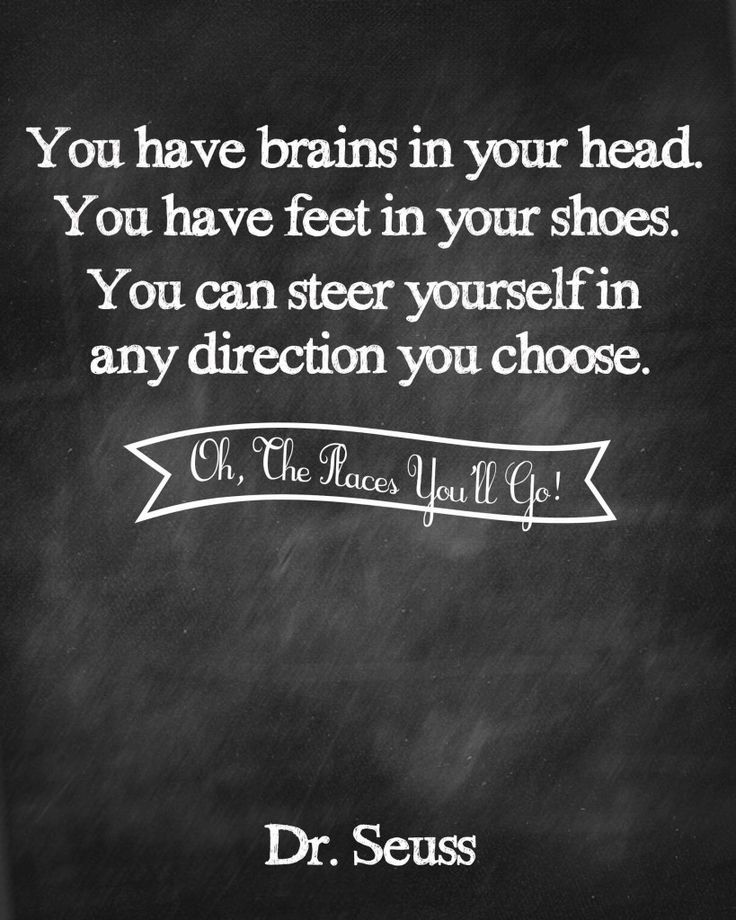 You have brains in your head.
You have feet in your shoes.
You can steer yourself in
any direction you choose.
Oh, The Places You'll Go!
Dr. Seuss